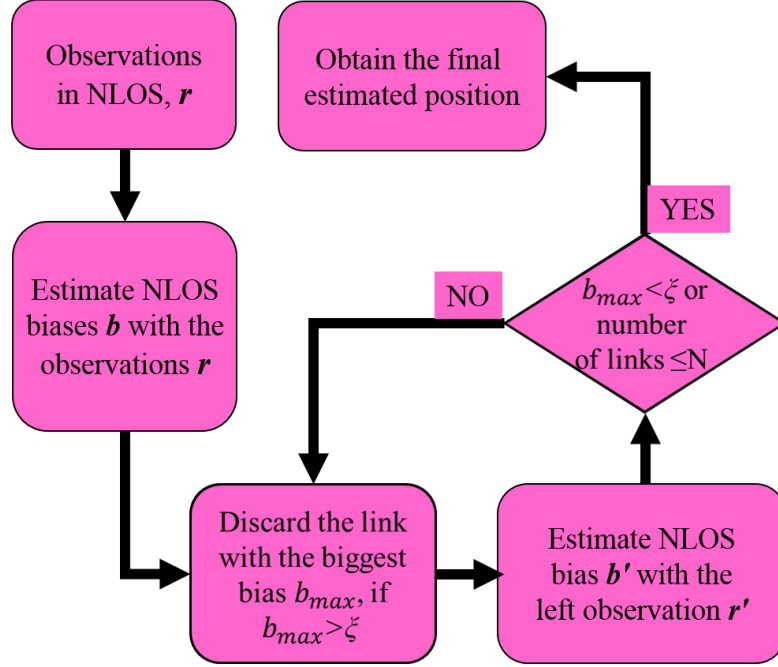 Observations
in NLOS, r
Estimate NLOS
biases b with the
observations r
Discard the link
with the biggest
bias b_max, if
b_max>ξ
Estimate NLOS
bias b' with the
left observation r'
b_max<ξ or
number
of links ≤N
NO
YES
Obtain the final
estimated position